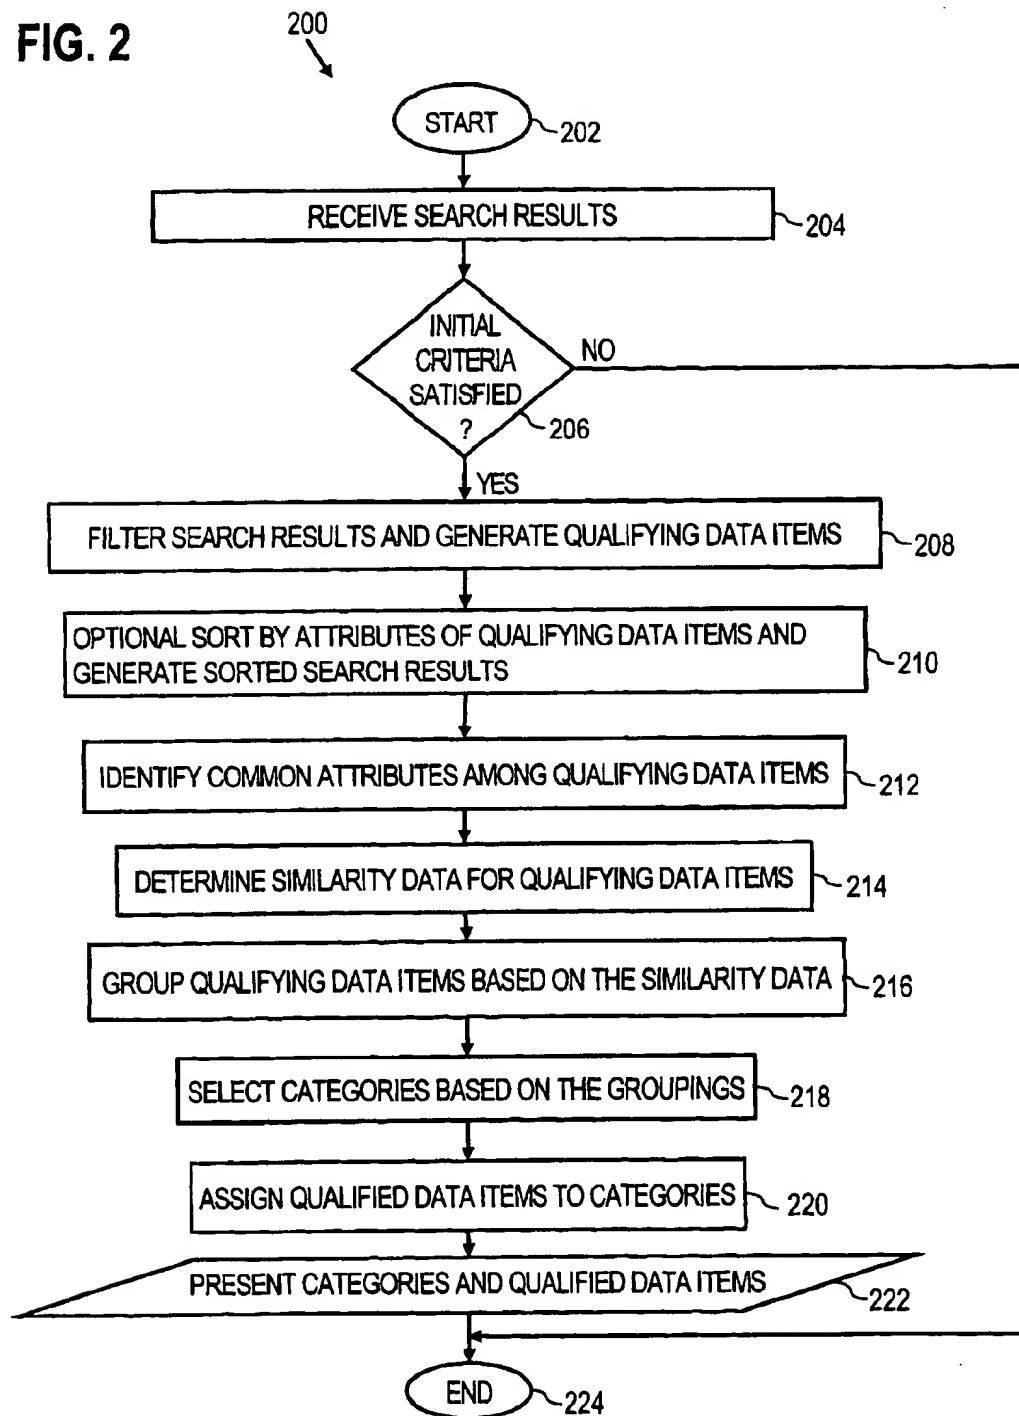 FIG. 2
200
START
202
RECEIVE SEARCH RESULTS
204
INITIAL
CRITERIA
SATISFIED
?
206
NO
YES
FILTER SEARCH RESULTS AND GENERATE QUALIFYING DATA ITEMS
208
OPTIONAL SORT BY ATTRIBUTES OF QUALIFYING DATA ITEMS AND
GENERATE SORTED SEARCH RESULTS
210
IDENTIFY COMMON ATTRIBUTES AMONG QUALIFYING DATA ITEMS
212
DETERMINE SIMILARITY DATA FOR QUALIFYING DATA ITEMS
214
GROUP QUALIFYING DATA ITEMS BASED ON THE SIMILARITY DATA
216
SELECT CATEGORIES BASED ON THE GROUPINGS
218
ASSIGN QUALIFIED DATA ITEMS TO CATEGORIES
220
PRESENT CATEGORIES AND QUALIFIED DATA ITEMS
222
END
224